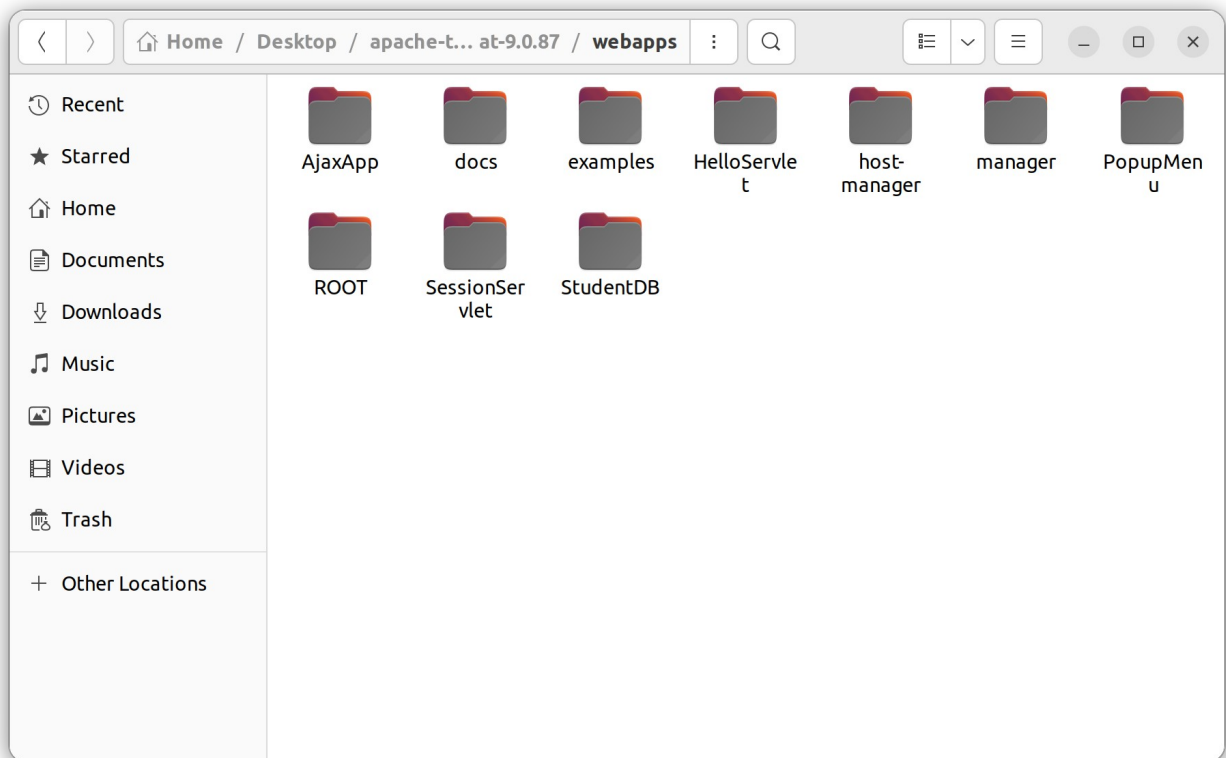 Home / Desktop / apache-t... at-9.0.87 / webapps
Recent
Starred
Home
Documents
Downloads
Music
Pictures
Videos
Trash
Other Locations
AjaxApp
docs
examples
HelloServle
t
host-
manager
manager
PopupMen
u
ROOT
SessionSer
vlet
StudentDB